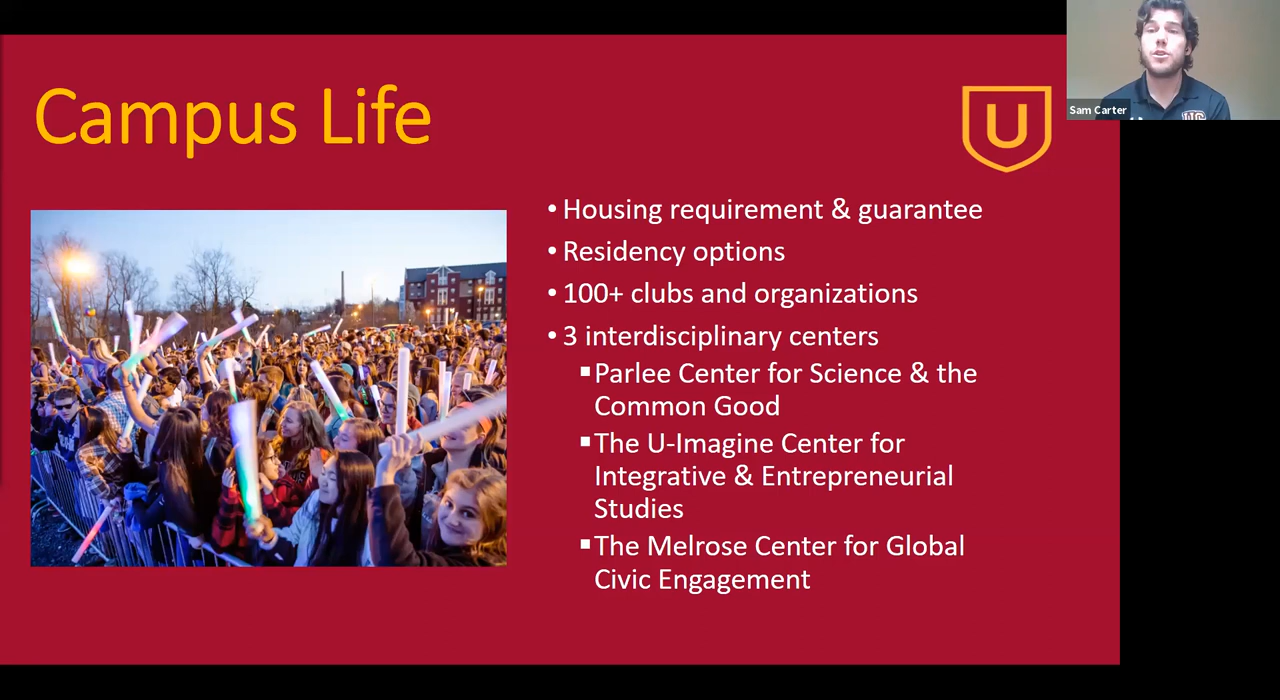 Campus Life
U
Sam Carter
• Housing requirement & guarantee
• Residency options
• 100+ clubs and organizations
• 3 interdisciplinary centers
▪Parlee Center for Science & the
Common Good
▪The U-Imagine Center for
Integrative & Entrepreneurial
Studies
▪The Melrose Center for Global
Civic Engagement